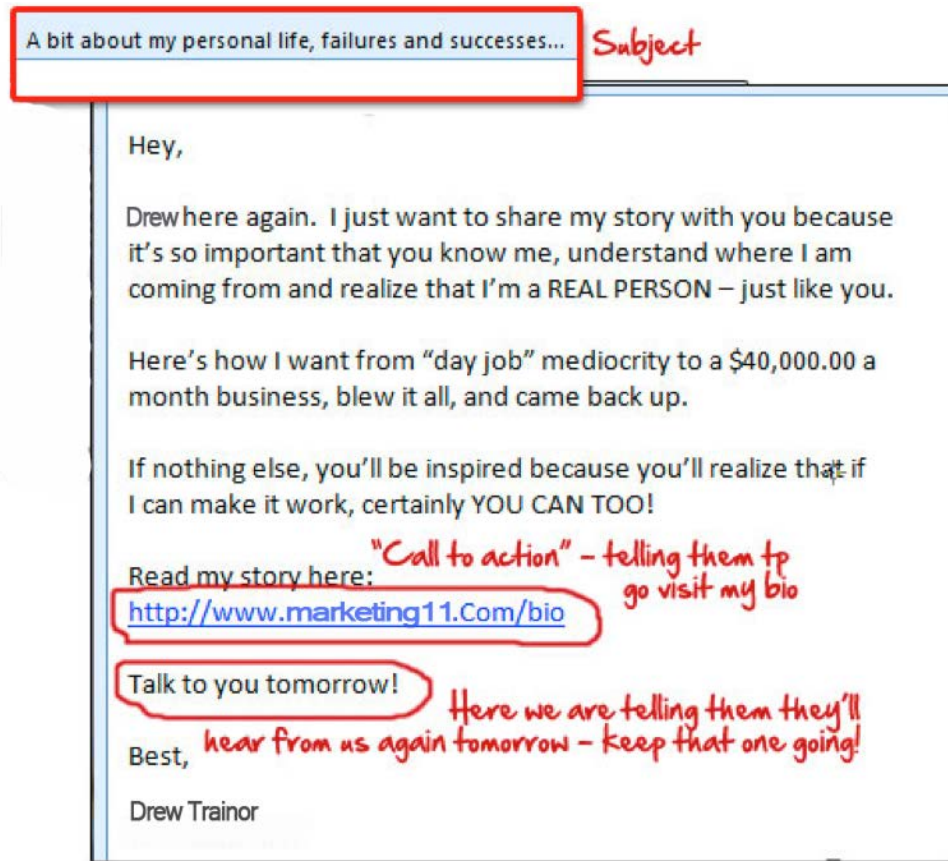 A bit about my personal life, failures and successes...
Subject
Hey,
Drew here again.  I just want to share my story with you because
it's so important that you know me, understand where I am
coming from and realize that I'm a REAL PERSON – just like you.
Here's how I want from “day job” mediocrity to a $40,000.00 a
month business, blew it all, and came back up.
If nothing else, you'll be inspired because you'll realize that if
I can make it work, certainly YOU CAN TOO!
"Call to action" - telling them tp
go visit my bio
Read my story here:
http://www.marketing11.Com/bio
Talk to you tomorrow!
Here we are telling them they'll
hear from us again tomorrow - keep that one going!
Best,
Drew Trainor